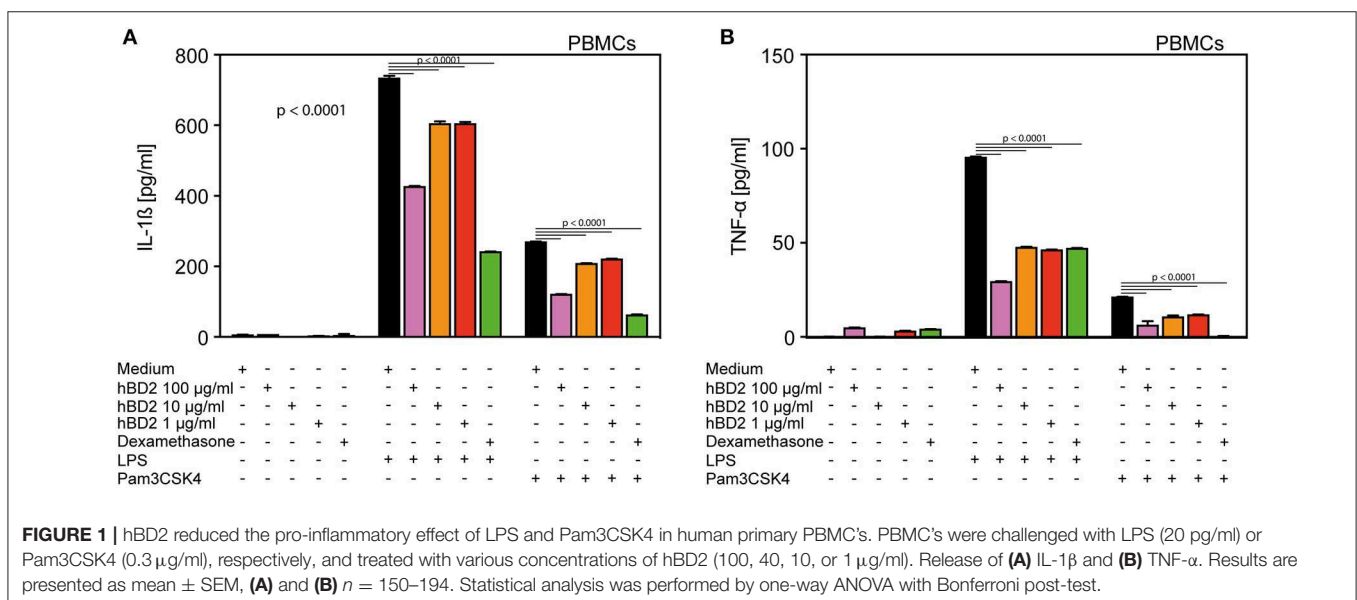 A
PBMCs
800
600
400
200
0
IL-1ß [pg/ml]
p < 0.0001
p < 0.0001
p < 0.0001
Medium + - - - - + - - - - + - - - -
hBD2 100 µg/ml - + - - - - + - - - - + - - -
hBD2 10 µg/ml - - + - - - - + - - - - + - -
hBD2 1 µg/ml - - - + - - - - + - - - - + -
Dexamethasone - - - - + - - - - + - - - - +
LPS - - - - - + + + + + - - - - -
Pam3CSK4 - - - - - - - - - - + + + + +
B
PBMCs
150
100
50
0
TNF-α [pg/ml]
p < 0.0001
p < 0.0001
Medium + - - - - + - - - - + - - - -
hBD2 100 µg/ml - + - - - - + - - - - + - - -
hBD2 10 µg/ml - - + - - - - + - - - - + - -
hBD2 1 µg/ml - - - + - - - - + - - - - + -
Dexamethasone - - - - + - - - - + - - - - +
LPS - - - - - + + + + + - - - - -
Pam3CSK4 - - - - - - - - - - + + + + +
FIGURE 1 | hBD2 reduced the pro-inflammatory effect of LPS and Pam3CSK4 in human primary PBMC's. PBMC's were challenged with LPS (20 pg/ml) or
Pam3CSK4 (0.3 µg/ml), respectively, and treated with various concentrations of hBD2 (100, 40, 10, or 1 µg/ml). Release of (A) IL-1β and (B) TNF-α. Results are
presented as mean ± SEM, (A) and (B) n = 150–194. Statistical analysis was performed by one-way ANOVA with Bonferroni post-test.